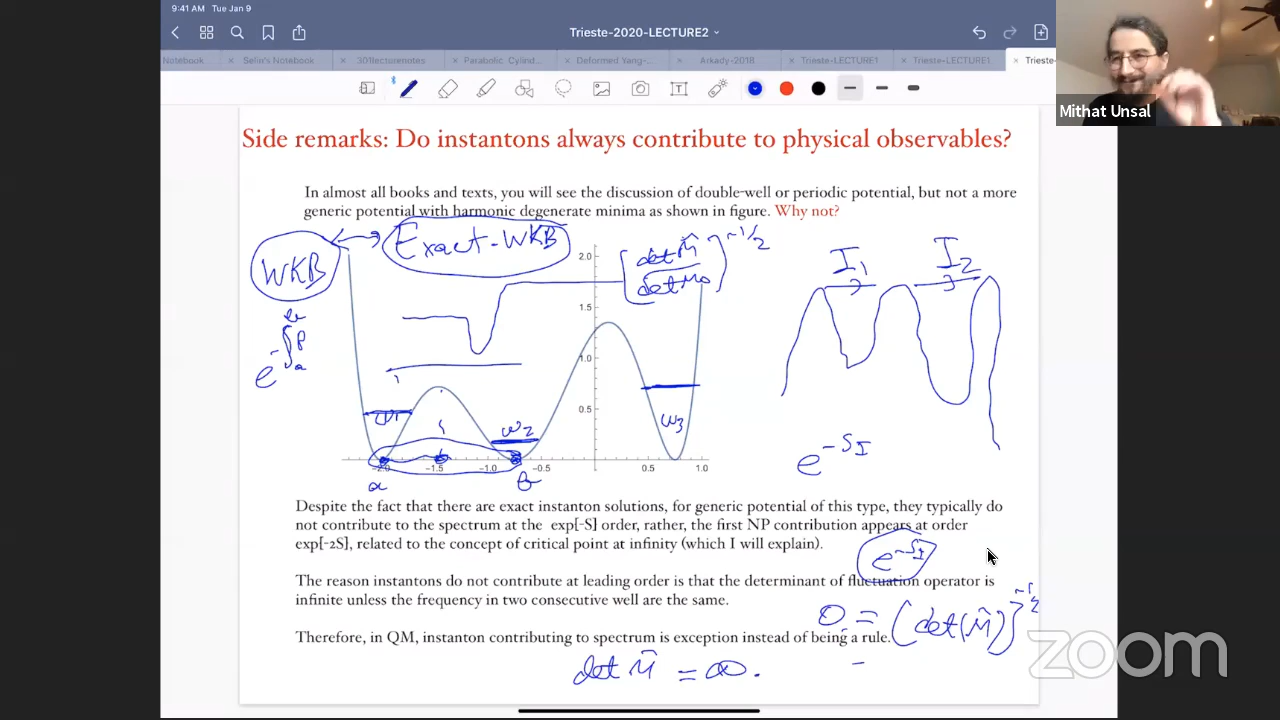 9:41 AM Tue Jan 9
Trieste-2020-LECTURE2
Notebook
Selin's Notebook
301lecturenotes
Parabolic Cylind...
Deformed Yang-...
Arkady-2018
Trieste-LECTURE1
Trieste-LECTURE1
Trieste-
Mithat Unsal
Side remarks: Do instantons always contribute to physical observables?
In almost all books and texts, you will see the discussion of double-well or periodic potential, but not a more
generic potential with harmonic degenerate minima as shown in figure. Why not?
WKB
Exact-WKB
[det M̂ / det M₀]^-1/2
I₁
I₂
2.0
1.5
1.0
0.5
ω₂
ω₃
-2.0
-1.5
-1.0
-0.5
0.5
1.0
a
b
e^-S_I
Despite the fact that there are exact instanton solutions, for generic potential of this type, they typically do
not contribute to the spectrum at the exp[-S] order, rather, the first NP contribution appears at order
exp[-2S], related to the concept of critical point at infinity (which I will explain).
e^-S_I
The reason instantons do not contribute at leading order is that the determinant of fluctuation operator is
infinite unless the frequency in two consecutive well are the same.
0 = (det(M̂))^-1/2
Therefore, in QM, instanton contributing to spectrum is exception instead of being a rule.
det M̂ = ∞.
zoom